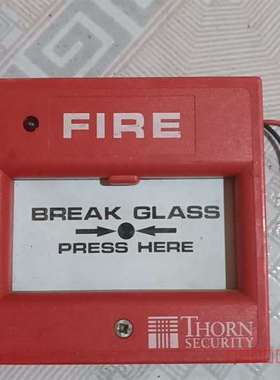 FIRE
BREAK GLASS
PRESS HERE
THORN
SECURITY